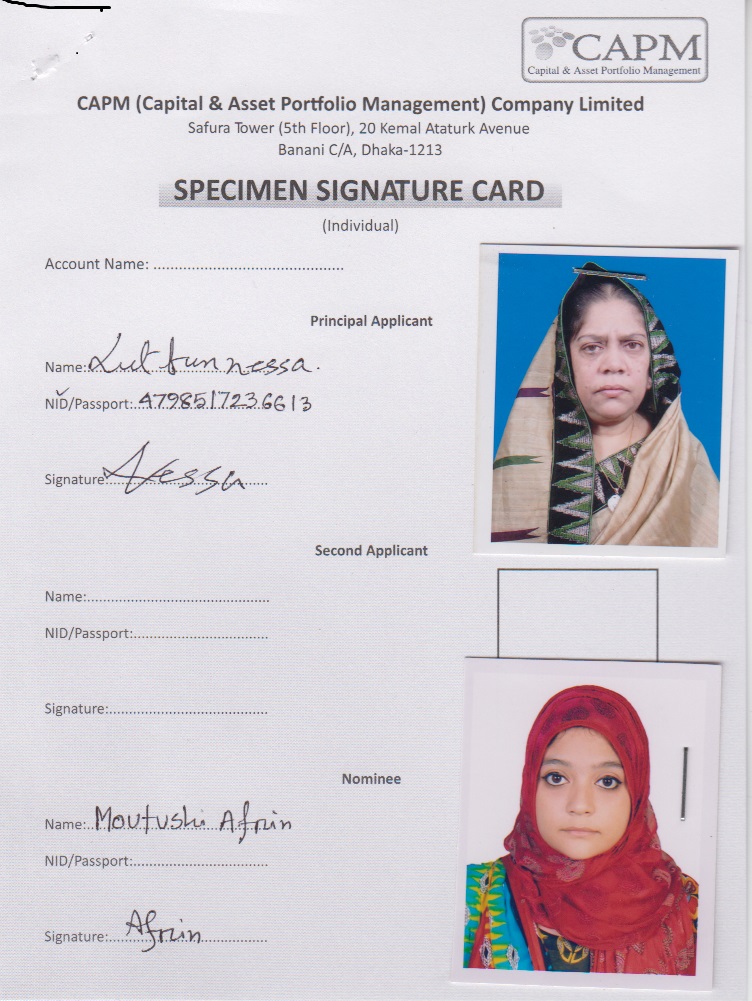 CAPM
Capital & Asset Portfolio Management
CAPM (Capital & Asset Portfolio Management) Company Limited
Safura Tower (5th Floor), 20 Kemal Ataturk Avenue
Banani C/A, Dhaka-1213
SPECIMEN SIGNATURE CARD
(Individual)
Account Name: ............................................
Principal Applicant
Name: Lutfunnessa.
NID/Passport: 4798517236613
Signature: Nessa
Second Applicant
Name:............................................
NID/Passport:................................
Signature:......................................
Nominee
Name: Moutushi Afrin
NID/Passport:................................
Signature: Afrin